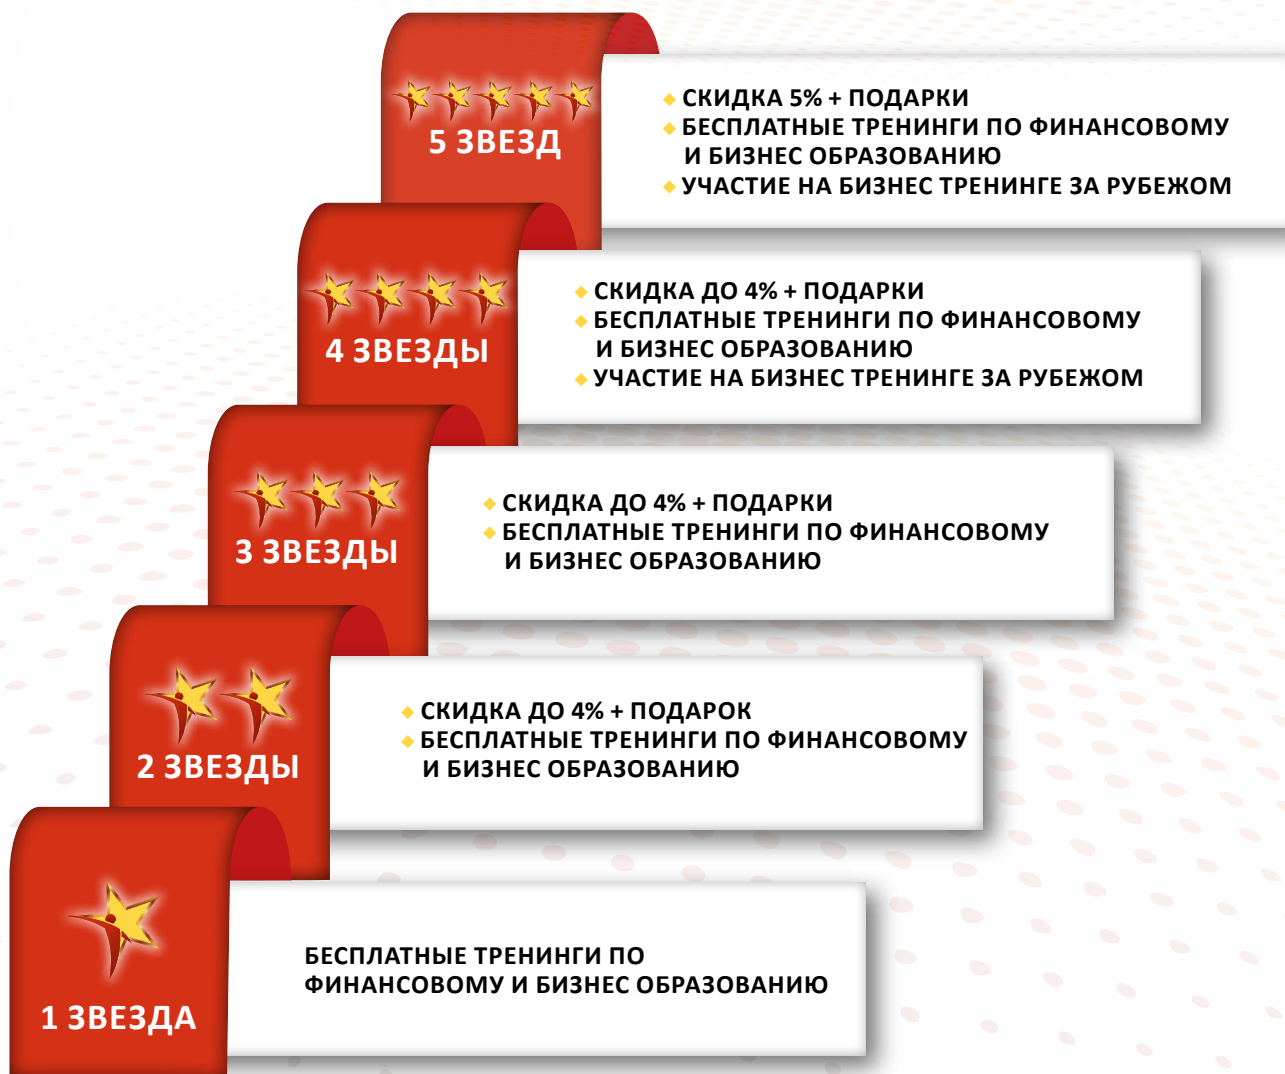 5 ЗВЕЗД
СКИДКА 5% + ПОДАРКИ
БЕСПЛАТНЫЕ ТРЕНИНГИ ПО ФИНАНСОВОМУ
И БИЗНЕС ОБРАЗОВАНИЮ
УЧАСТИЕ НА БИЗНЕС ТРЕНИНГЕ ЗА РУБЕЖОМ
4 ЗВЕЗДЫ
СКИДКА ДО 4% + ПОДАРКИ
БЕСПЛАТНЫЕ ТРЕНИНГИ ПО ФИНАНСОВОМУ
И БИЗНЕС ОБРАЗОВАНИЮ
УЧАСТИЕ НА БИЗНЕС ТРЕНИНГЕ ЗА РУБЕЖОМ
3 ЗВЕЗДЫ
СКИДКА ДО 4% + ПОДАРКИ
БЕСПЛАТНЫЕ ТРЕНИНГИ ПО ФИНАНСОВОМУ
И БИЗНЕС ОБРАЗОВАНИЮ
2 ЗВЕЗДЫ
СКИДКА ДО 4% + ПОДАРОК
БЕСПЛАТНЫЕ ТРЕНИНГИ ПО ФИНАНСОВОМУ
И БИЗНЕС ОБРАЗОВАНИЮ
1 ЗВЕЗДА
БЕСПЛАТНЫЕ ТРЕНИНГИ ПО
ФИНАНСОВОМУ И БИЗНЕС ОБРАЗОВАНИЮ